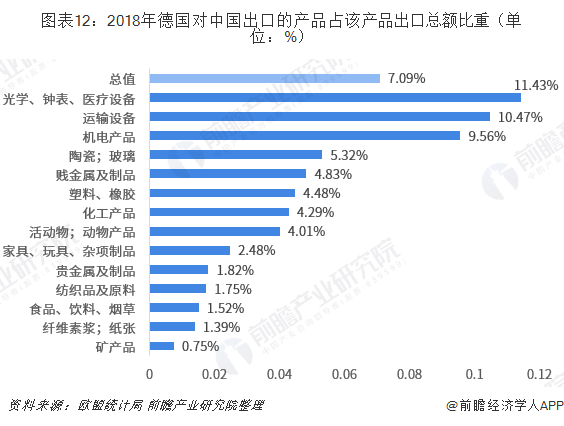 图表12：2018年德国对中国出口的产品占该产品出口总额比重（单
位：%）
总值 7.09%
光学、钟表、医疗设备 11.43%
运输设备 10.47%
机电产品 9.56%
陶瓷；玻璃 5.32%
贱金属及制品 4.83%
塑料、橡胶 4.48%
化工产品 4.29%
活动物；动物产品 4.01%
家具、玩具、杂项制品 2.48%
贵金属及制品 1.82%
纺织品及原料 1.75%
食品、饮料、烟草 1.52%
纤维素浆；纸张 1.39%
矿产品 0.75%
0 0.02 0.04 0.06 0.08 0.1 0.12
前瞻产业研究院
资料来源：欧盟统计局 前瞻产业研究院整理
@前瞻经济学人APP